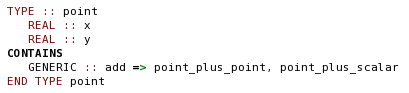 TYPE :: point
   REAL :: x
   REAL :: y
CONTAINS
   GENERIC :: add => point_plus_point, point_plus_scalar
END TYPE point